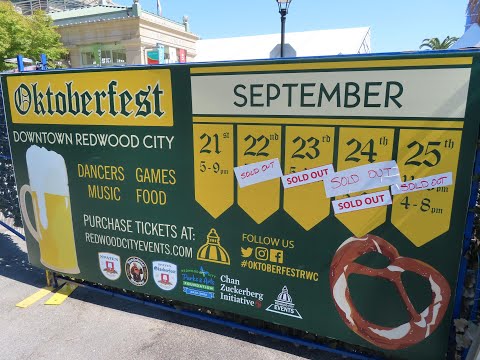 Oktoberfest
DOWNTOWN REDWOOD CITY
DANCERS GAMES
MUSIC FOOD
PURCHASE TICKETS AT:
REDWOODCITYEVENTS.COM
SEPTEMBER
21ST
5-9
22ND
SOLD OUT
23RD
SOLD OUT
24TH
SOLD OUT
SOLD OUT
25TH
SOLD OUT
4-8
FOLLOW US
#OKTOBERFESTRWC
Chan
Zuckerberg
Initiative
EVENTS